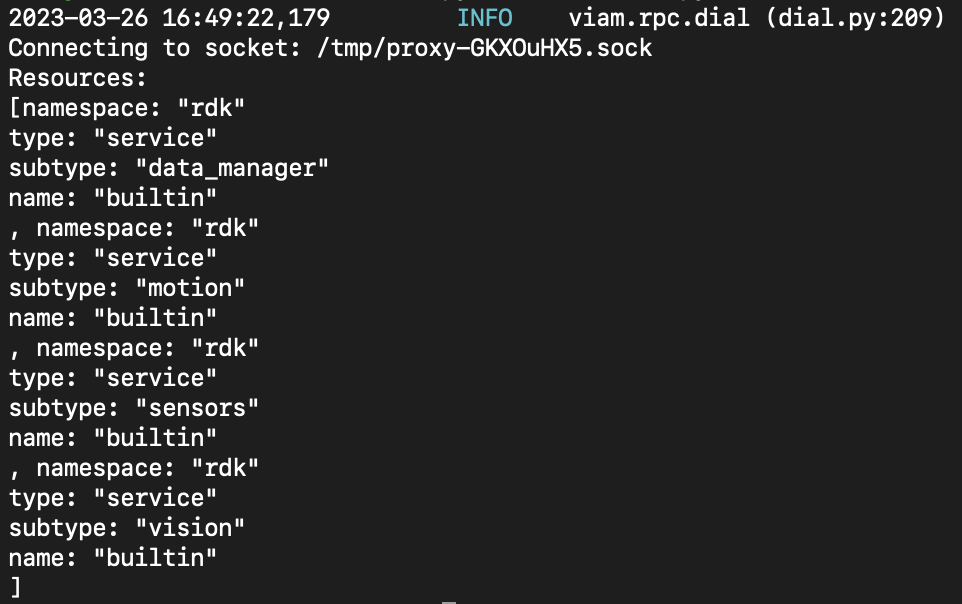 2023-03-26 16:49:22,179 INFO viam.rpc.dial (dial.py:209)
Connecting to socket: /tmp/proxy-GKXOuHX5.sock
Resources:
[namespace: "rdk"
type: "service"
subtype: "data_manager"
name: "builtin"
, namespace: "rdk"
type: "service"
subtype: "motion"
name: "builtin"
, namespace: "rdk"
type: "service"
subtype: "sensors"
name: "builtin"
, namespace: "rdk"
type: "service"
subtype: "vision"
name: "builtin"
]